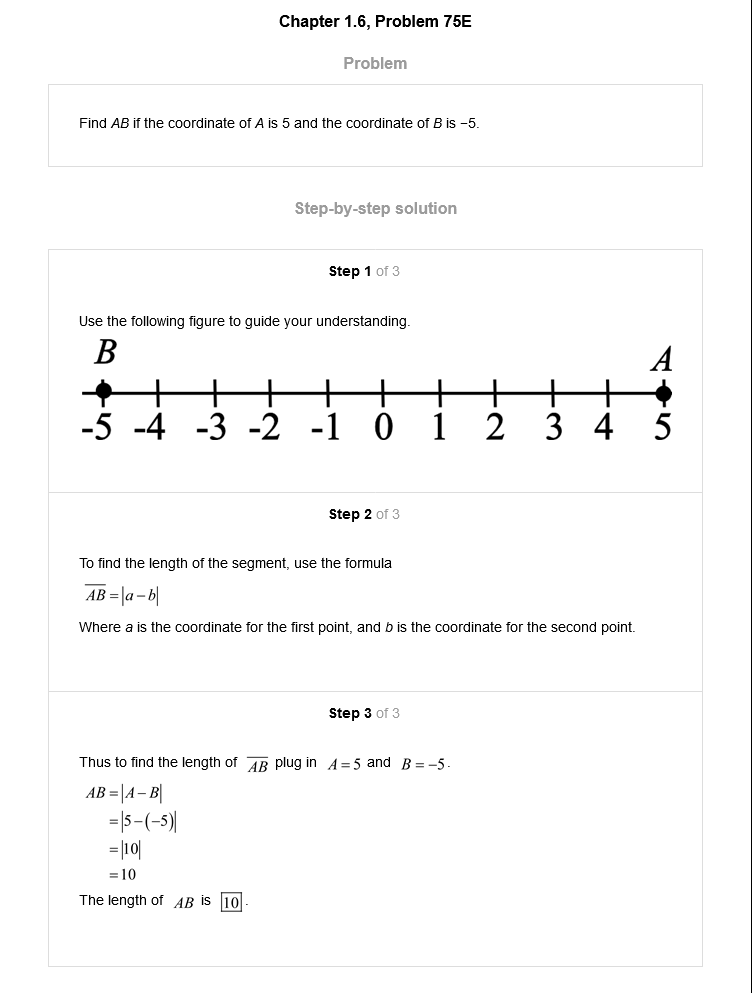 Chapter 1.6, Problem 75E
Problem
Find AB if the coordinate of A is 5 and the coordinate of B is −5.
Step-by-step solution
Step 1 of 3
Use the following figure to guide your understanding.
B A
-5 -4 -3 -2 -1 0 1 2 3 4 5
Step 2 of 3
To find the length of the segment, use the formula
A̅B̅ = |a − b|
Where a is the coordinate for the first point, and b is the coordinate for the second point.
Step 3 of 3
Thus to find the length of A̅B̅ plug in A = 5 and B = −5.
AB = |A − B|
= |5 − (−5)|
= |10|
= 10
The length of AB is 10.